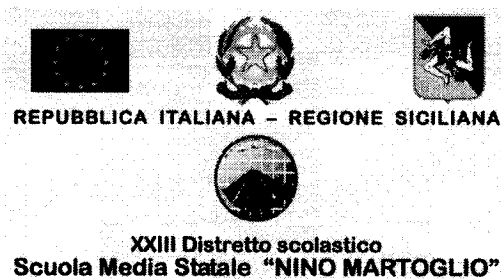 REPUBBLICA ITALIANA – REGIONE SICILIANA
XXIII Distretto scolastico
Scuola Media Statale "NINO MARTOGLIO"